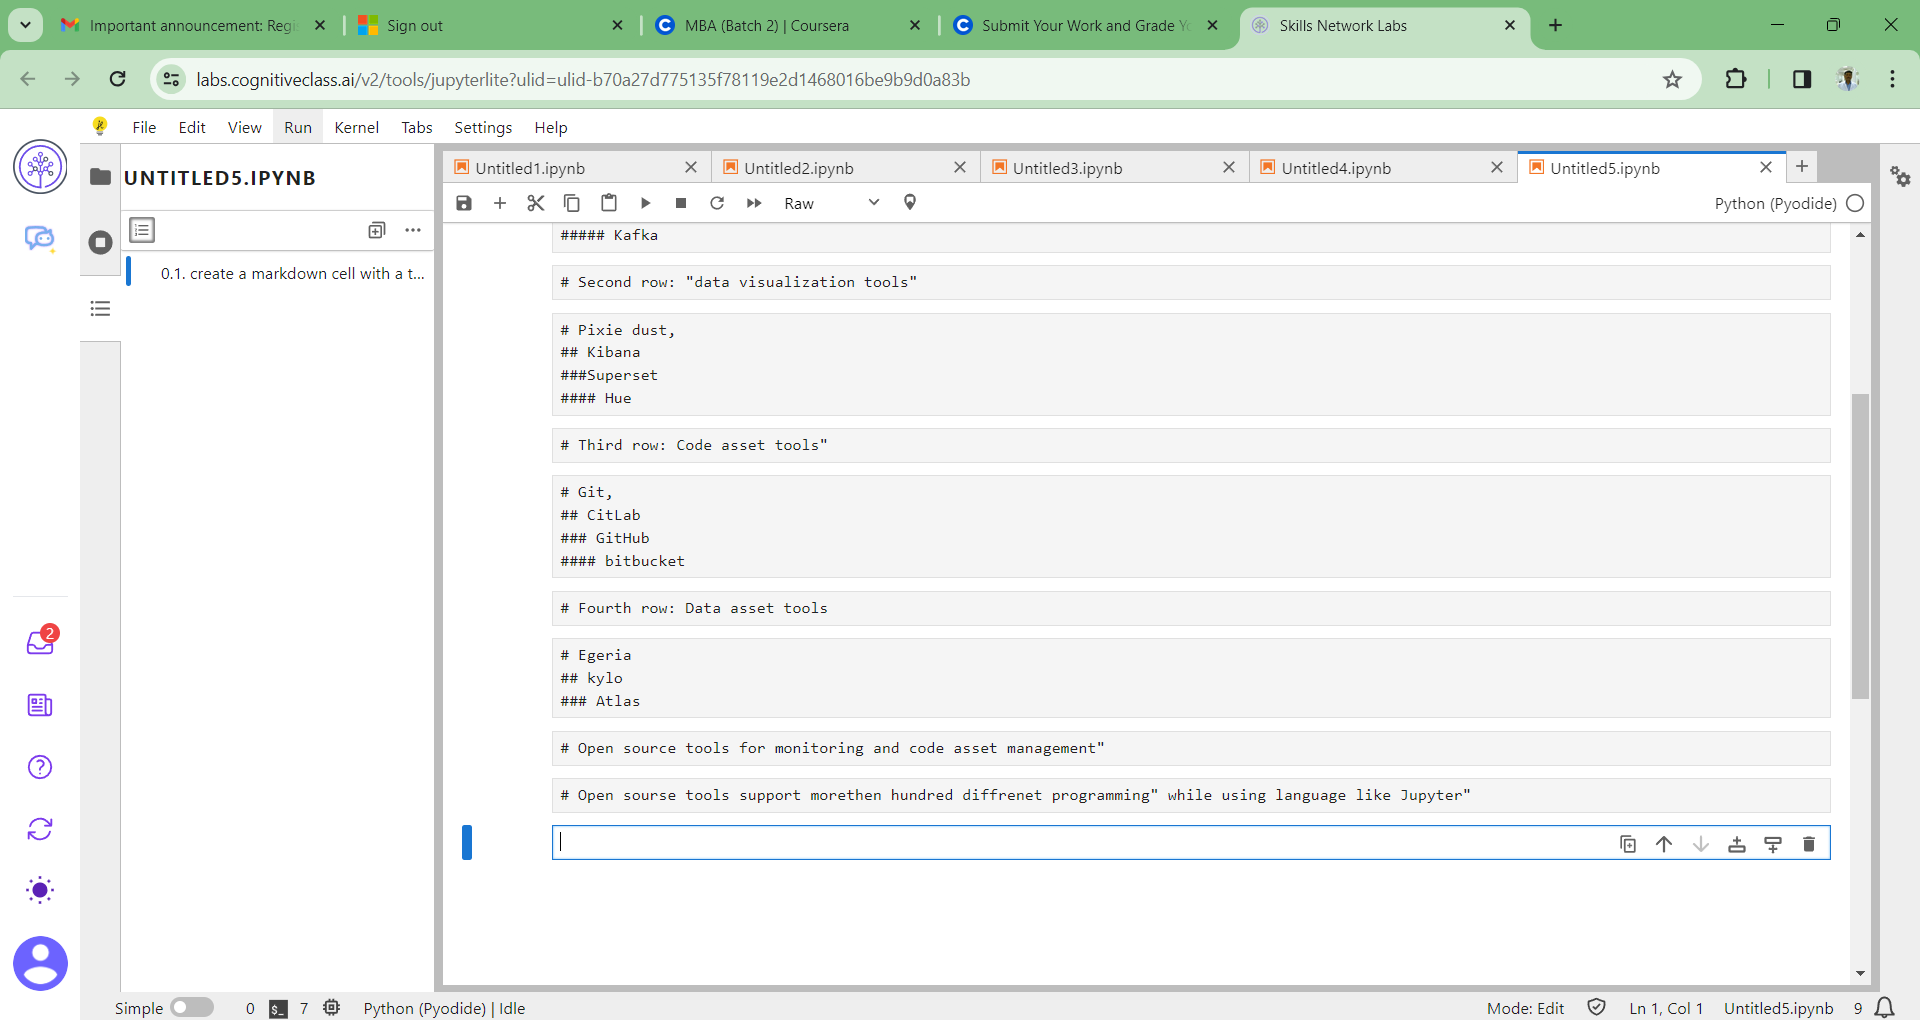 Important announcement: Regi
Sign out
MBA (Batch 2) | Coursera
Submit Your Work and Grade Yo
Skills Network Labs
labs.cognitiveclass.ai/v2/tools/jupyterlite?ulid=ulid-b70a27d775135f78119e2d1468016be9b9d0a83b
File Edit View Run Kernel Tabs Settings Help
UNTITLED5.IPYNB
0.1. create a markdown cell with a t...
2
Untitled1.ipynb
Untitled2.ipynb
Untitled3.ipynb
Untitled4.ipynb
Untitled5.ipynb
Raw
Python (Pyodide)
##### Kafka
# Second row: "data visualization tools"
# Pixie dust,
## Kibana
###Superset
#### Hue
# Third row: Code asset tools"
# Git,
## CitLab
### GitHub
#### bitbucket
# Fourth row: Data asset tools
# Egeria
## kylo
### Atlas
# Open source tools for monitoring and code asset management"
# Open sourse tools support morethen hundred diffrenet programming" while using language like Jupyter"
Simple 0 $_ 7 Python (Pyodide) | Idle
Mode: Edit Ln 1, Col 1 Untitled5.ipynb 9